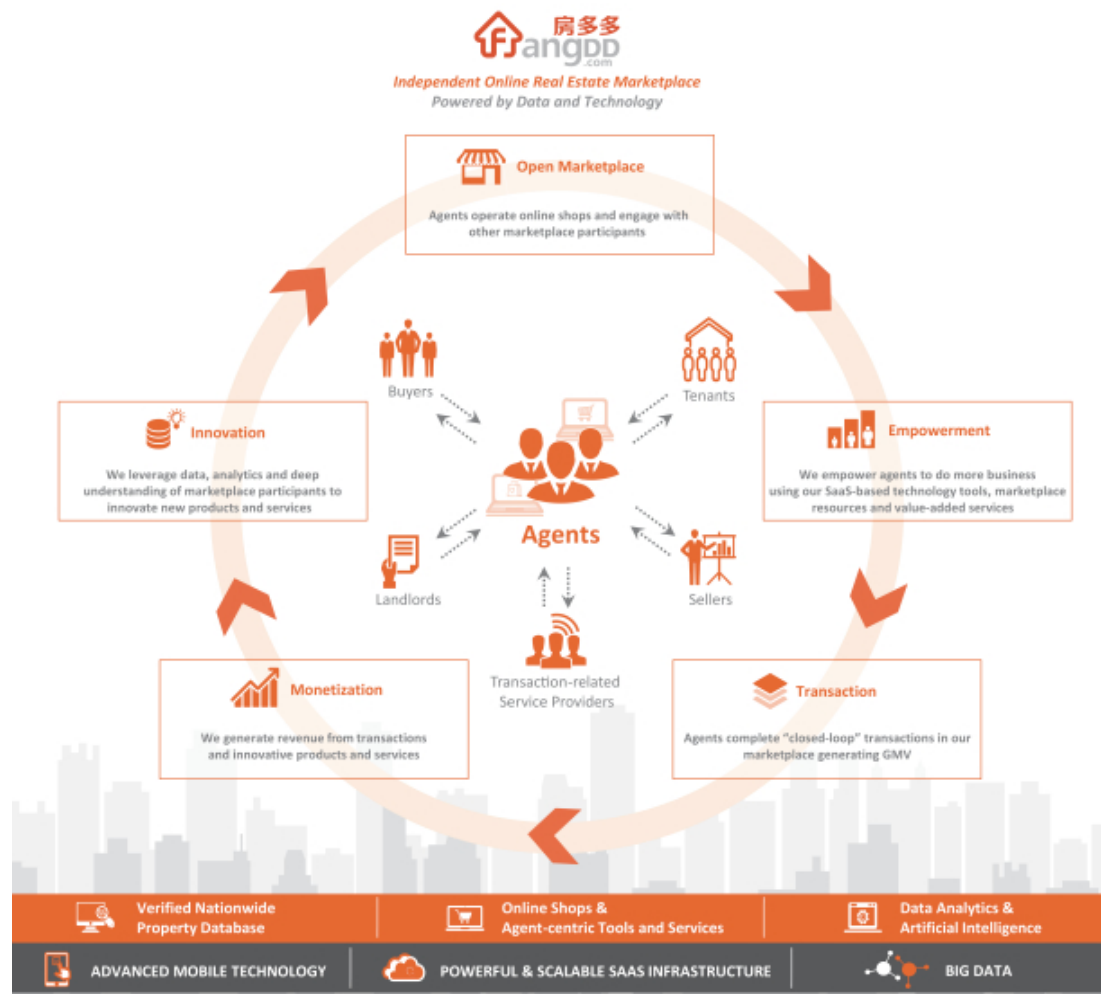 房多多
fangDD
.com
Independent Online Real Estate Marketplace
Powered by Data and Technology
Open Marketplace
Agents operate online shops and engage with
other marketplace participants
Buyers
Tenants
Innovation
We leverage data, analytics and deep
understanding of marketplace participants to
innovate new products and services
Empowerment
We empower agents to do more business
using our SaaS-based technology tools, marketplace
resources and value-added services
Agents
Landlords
Sellers
Transaction-related
Service Providers
Monetization
We generate revenue from transactions
and innovative products and services
Transaction
Agents complete “closed-loop” transactions in our
marketplace generating GMV
Verified Nationwide
Property Database
Online Shops &
Agent-centric Tools and Services
Data Analytics &
Artificial Intelligence
ADVANCED MOBILE TECHNOLOGY
POWERFUL & SCALABLE SAAS INFRASTRUCTURE
BIG DATA